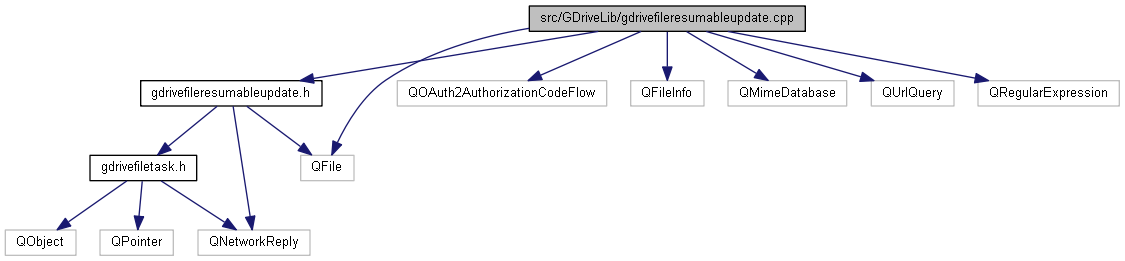 src/GDriveLib/gdrivefileresumableupdate.cpp
gdrivefileresumableupdate.h
QOAuth2AuthorizationCodeFlow
QFileInfo
QMimeDatabase
QUrlQuery
QRegularExpression
gdrivefiletask.h
QFile
QObject
QPointer
QNetworkReply